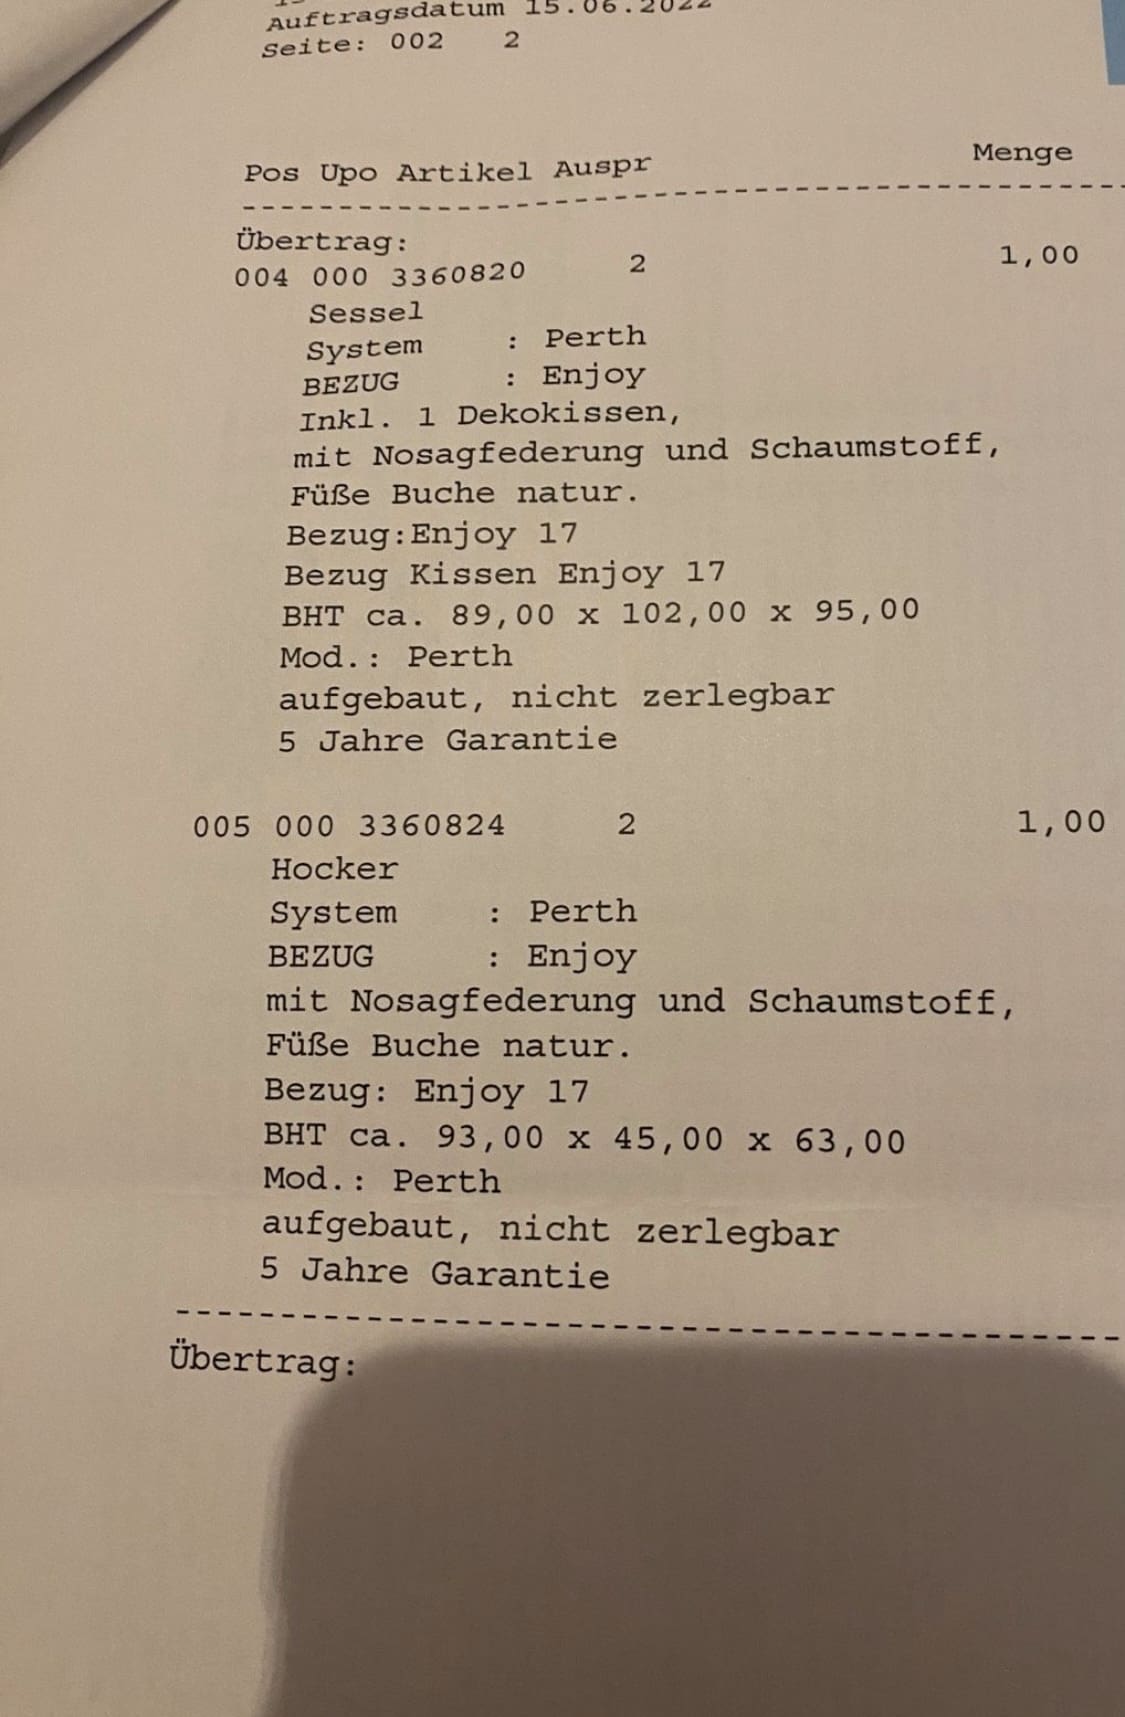 Auftragsdatum 15.06.2022
Seite: 002 2
Pos Upo Artikel Auspr Menge
Übertrag:
004 000 3360820 2 1,00
Sessel
System : Perth
BEZUG : Enjoy
Inkl. 1 Dekokissen,
mit Nosagfederung und Schaumstoff,
Füße Buche natur.
Bezug:Enjoy 17
Bezug Kissen Enjoy 17
BHT ca. 89,00 x 102,00 x 95,00
Mod.: Perth
aufgebaut, nicht zerlegbar
5 Jahre Garantie
005 000 3360824 2 1,00
Hocker
System : Perth
BEZUG : Enjoy
mit Nosagfederung und Schaumstoff,
Füße Buche natur.
Bezug: Enjoy 17
BHT ca. 93,00 x 45,00 x 63,00
Mod.: Perth
aufgebaut, nicht zerlegbar
5 Jahre Garantie
Übertrag: